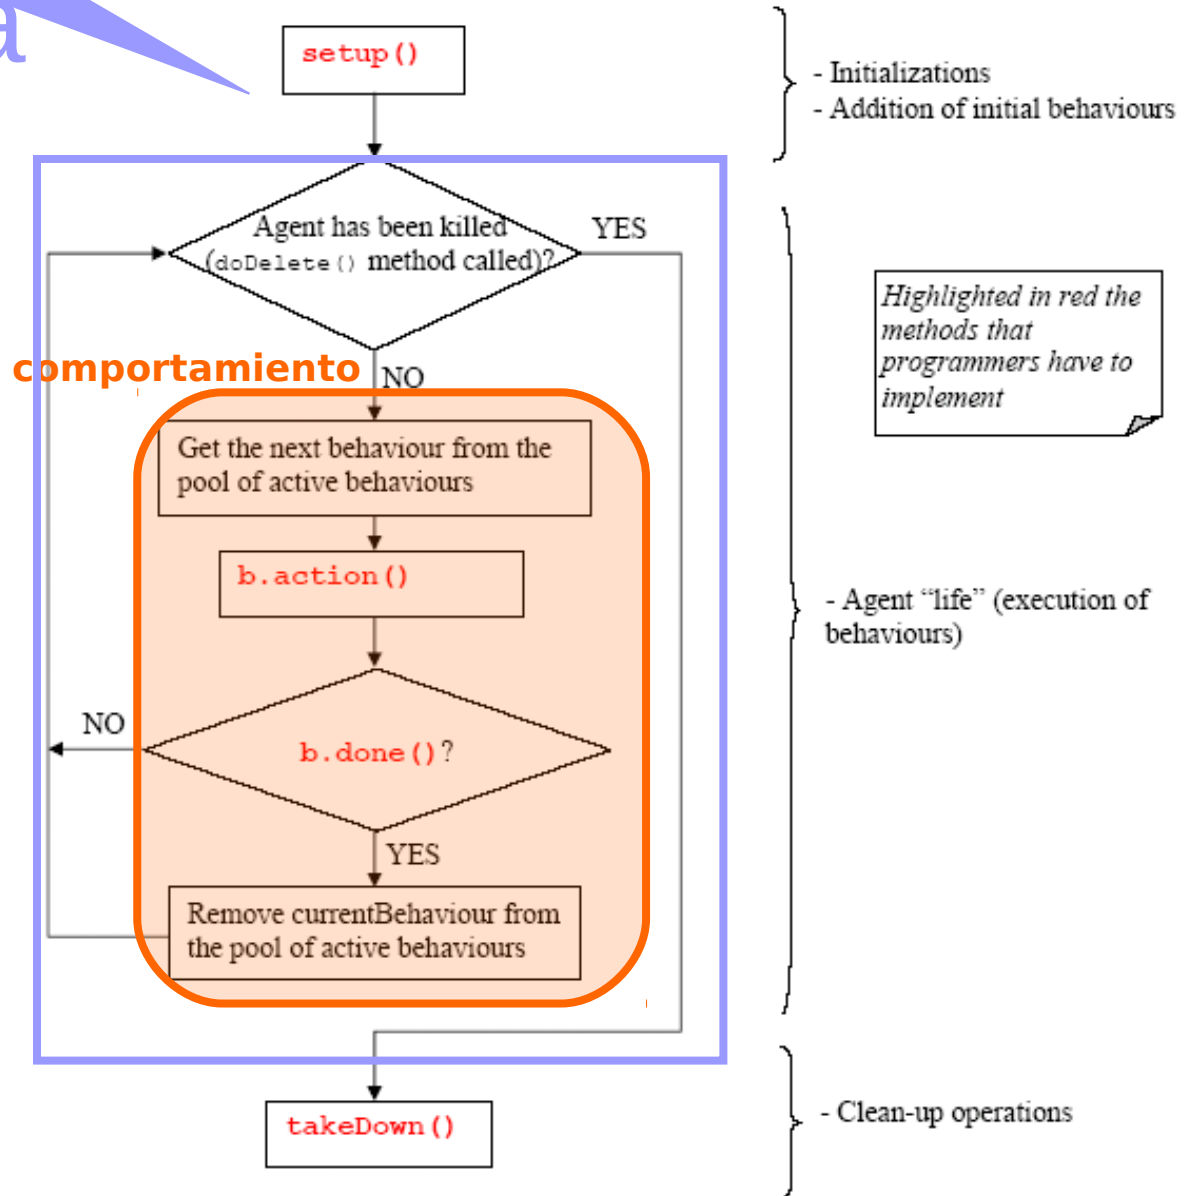 a
setup()
- Initializations
- Addition of initial behaviours
Agent has been killed
(doDelete() method called)?
YES
Highlighted in red the
methods that
programmers have to
implement
comportamiento
NO
Get the next behaviour from the
pool of active behaviours
b.action()
- Agent “life” (execution of
behaviours)
NO
b.done()?
YES
Remove currentBehaviour from
the pool of active behaviours
takeDown()
- Clean-up operations